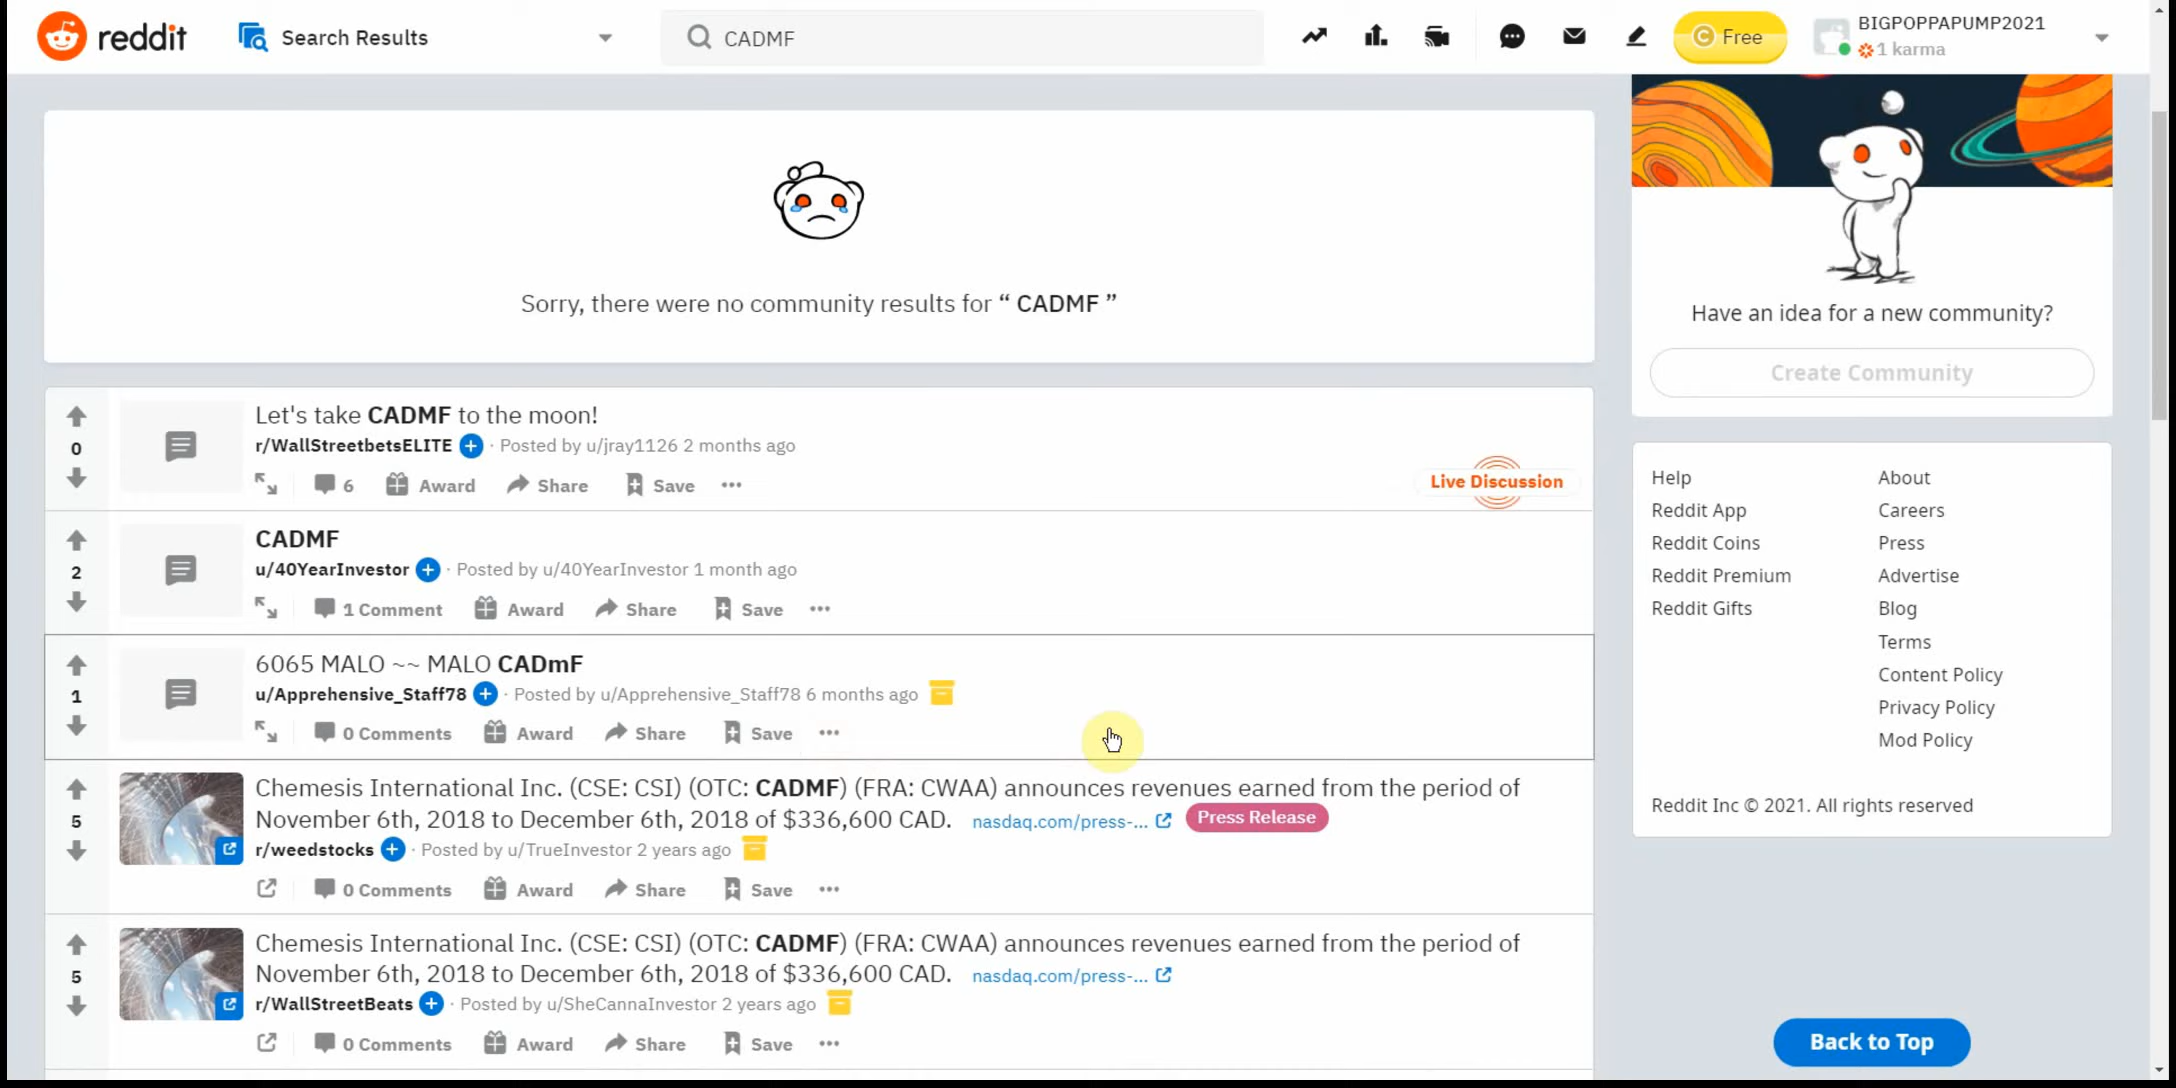 reddit
Search Results
CADMF
Free
BIGPOPPAPUMP2021
1 karma
Sorry, there were no community results for “ CADMF ”
Let's take CADMF to the moon!
r/WallStreetbetsELITE · Posted by u/jray1126 2 months ago
0
6 Award Share Save
Live Discussion
CADMF
u/40YearInvestor · Posted by u/40YearInvestor 1 month ago
2
1 Comment Award Share Save
6065 MALO ~~ MALO CADmF
u/Apprehensive_Staff78 · Posted by u/Apprehensive_Staff78 6 months ago
1
0 Comments Award Share Save
Chemesis International Inc. (CSE: CSI) (OTC: CADMF) (FRA: CWAA) announces revenues earned from the period of
November 6th, 2018 to December 6th, 2018 of $336,600 CAD. nasdaq.com/press-... Press Release
5
r/weedstocks · Posted by u/TrueInvestor 2 years ago
0 Comments Award Share Save
Chemesis International Inc. (CSE: CSI) (OTC: CADMF) (FRA: CWAA) announces revenues earned from the period of
November 6th, 2018 to December 6th, 2018 of $336,600 CAD. nasdaq.com/press-...
5
r/WallStreetBeats · Posted by u/SheCannaInvestor 2 years ago
0 Comments Award Share Save
Have an idea for a new community?
Create Community
Help About
Reddit App Careers
Reddit Coins Press
Reddit Premium Advertise
Reddit Gifts Blog
Terms
Content Policy
Privacy Policy
Mod Policy
Reddit Inc © 2021. All rights reserved
Back to Top